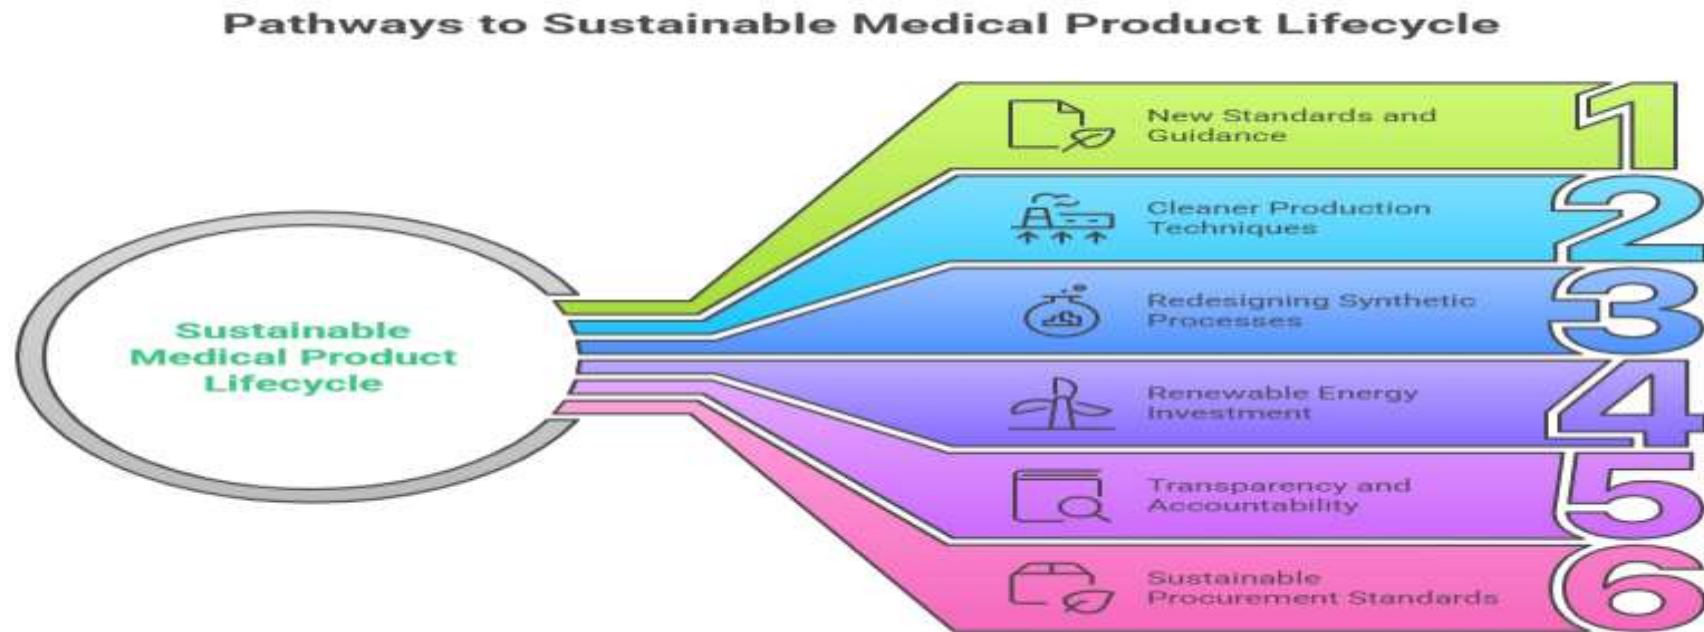 Pathways to Sustainable Medical Product Lifecycle
Sustainable
Medical Product
Lifecycle
New Standards and
Guidance
1
Cleaner Production
Techniques
2
Redesigning Synthetic
Processes
3
Renewable Energy
Investment
4
Transparency and
Accountability
5
Sustainable
Procurement Standards
6